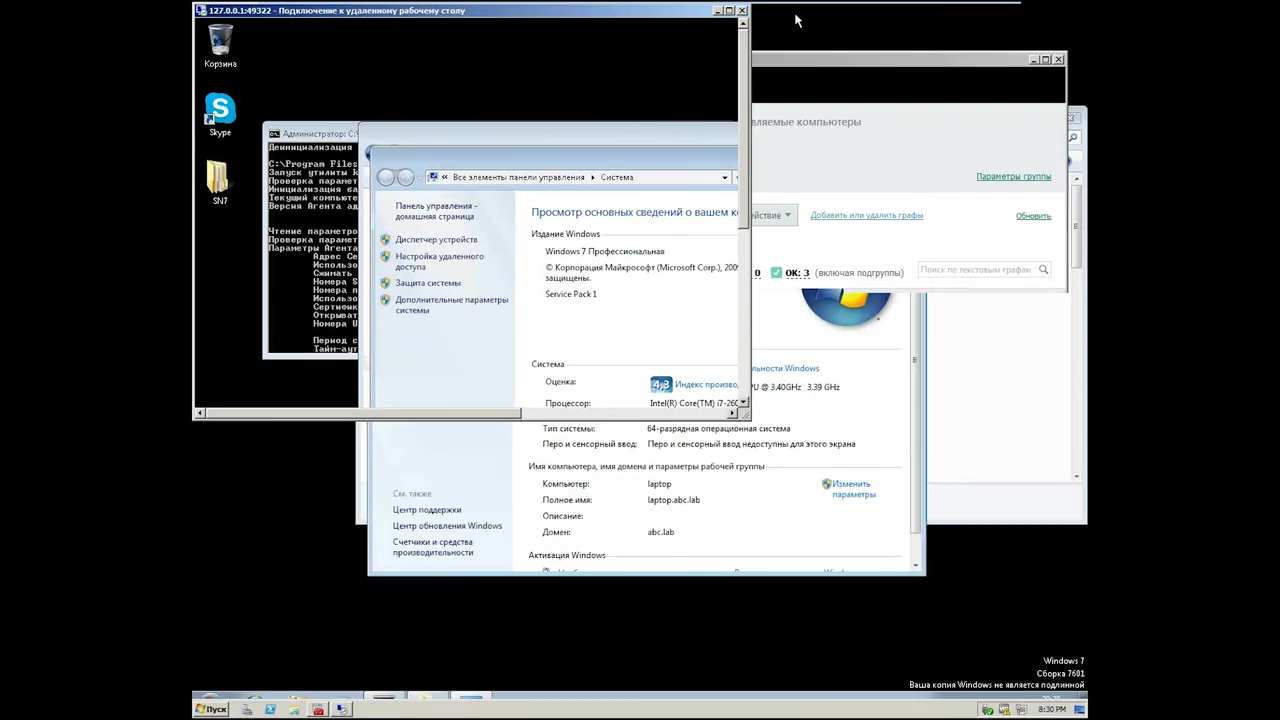 127.0.0.1:49322 - Подключение к удаленному рабочему столу
Корзина
Skype
SN7
Администратор: C:\
Деинициализация
C:\Program Files
Запуск утилиты k
Проверка парамет
Инициализация ба
Текущий компьюте
Версия Агента ад
Чтение параметро
Проверка парамет
Параметры Агента
Адрес Се
Использо
Сжимать
Номера S
Номера п
Использо
Сертифик
Открыват
Номера U
Период с
Тайм-аут
« Все элементы панели управления Система
Панель управления -
домашняя страница
Диспетчер устройств
Настройка удаленного
доступа
Защита системы
Дополнительные параметры
системы
Просмотр основных сведений о вашем к
Издание Windows
Windows 7 Профессиональная
© Корпорация Майкрософт (Microsoft Corp.), 2009
защищены.
Service Pack 1
Система
Оценка:
4,3 Индекс произво
Процессор:
Intel(R) Core(TM) i7-260
вляемые компьютеры
Параметры группы
ействие
Добавить или удалить графы
Обновить
0
OK: 3 (включая подгруппы)
Поиск по текстовым графам
льности Windows
PU @ 3.40GHz 3.39 GHz
Тип системы: 64-разрядная операционная система
Перо и сенсорный ввод: Перо и сенсорный ввод недоступны для этого экрана
Имя компьютера, имя домена и параметры рабочей группы
Компьютер: laptop
Изменить
параметры
Полное имя: laptop.abc.lab
Описание:
Домен: abc.lab
Активация Windows
См. также
Центр поддержки
Центр обновления Windows
Счетчики и средства
производительности
Windows 7
Сборка 7601
Ваша копия Windows не является подлинной
Пуск
8:30 PM